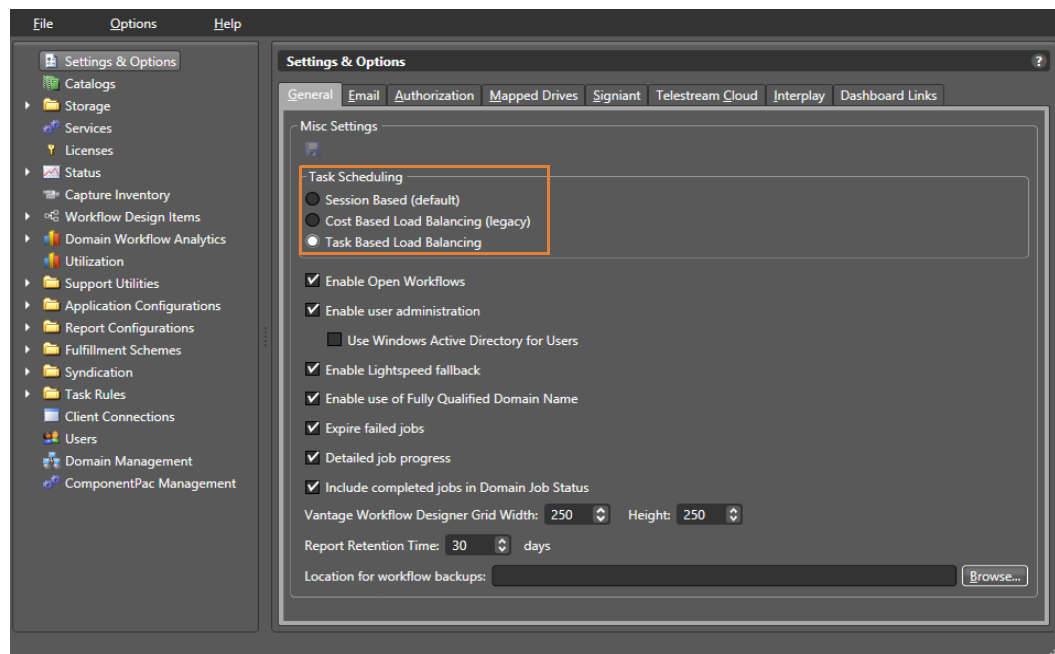 File Options Help
Settings & Options
Catalogs
Storage
Services
Licenses
Status
Capture Inventory
Workflow Design Items
Domain Workflow Analytics
Utilization
Support Utilities
Application Configurations
Report Configurations
Fulfillment Schemes
Syndication
Task Rules
Client Connections
Users
Domain Management
ComponentPac Management
Settings & Options ?
General Email Authorization Mapped Drives Signiant Telestream Cloud Interplay Dashboard Links
Misc Settings
Task Scheduling
Session Based (default)
Cost Based Load Balancing (legacy)
Task Based Load Balancing
Enable Open Workflows
Enable user administration
Use Windows Active Directory for Users
Enable Lightspeed fallback
Enable use of Fully Qualified Domain Name
Expire failed jobs
Detailed job progress
Include completed jobs in Domain Job Status
Vantage Workflow Designer Grid Width: 250 Height: 250
Report Retention Time: 30 days
Location for workflow backups: Browse...